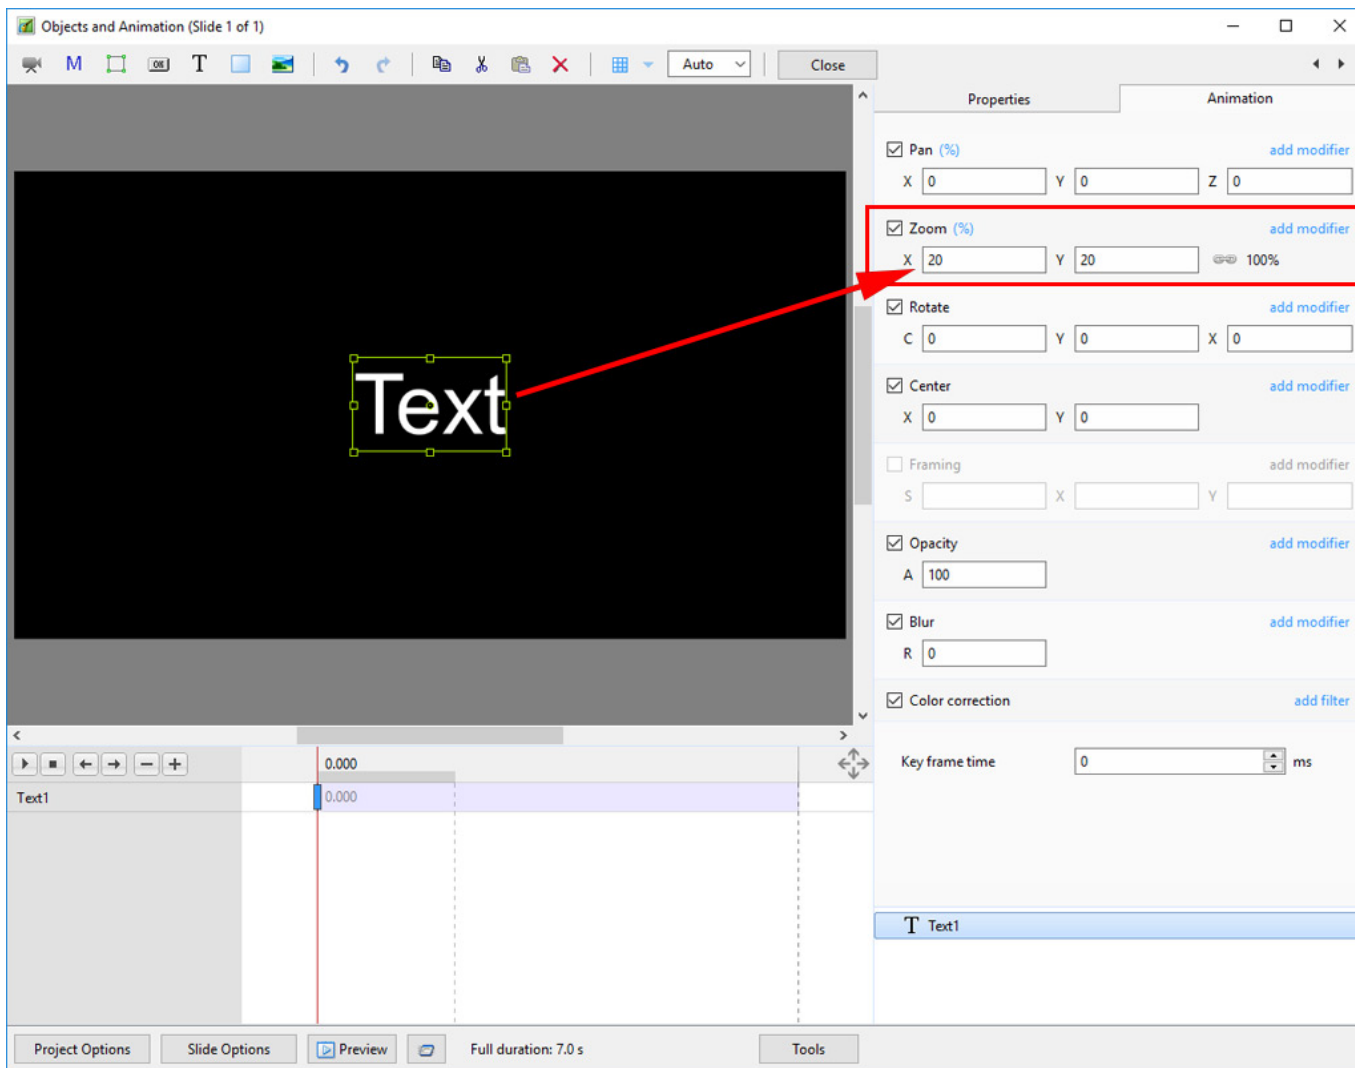 Objects and Animation (Slide 1 of 1)
M OK T Auto Close
Properties Animation
Pan (%) add modifier
X 0 Y 0 Z 0
Zoom (%) add modifier
X 20 Y 20 100%
Rotate add modifier
C 0 Y 0 X 0
Center add modifier
X 0 Y 0
Framing add modifier
S X Y
Opacity add modifier
A 100
Blur add modifier
R 0
Color correction add filter
Key frame time 0 ms
Text
0.000
Text1 0.000
T Text1
Project Options Slide Options Preview Full duration: 7.0 s Tools